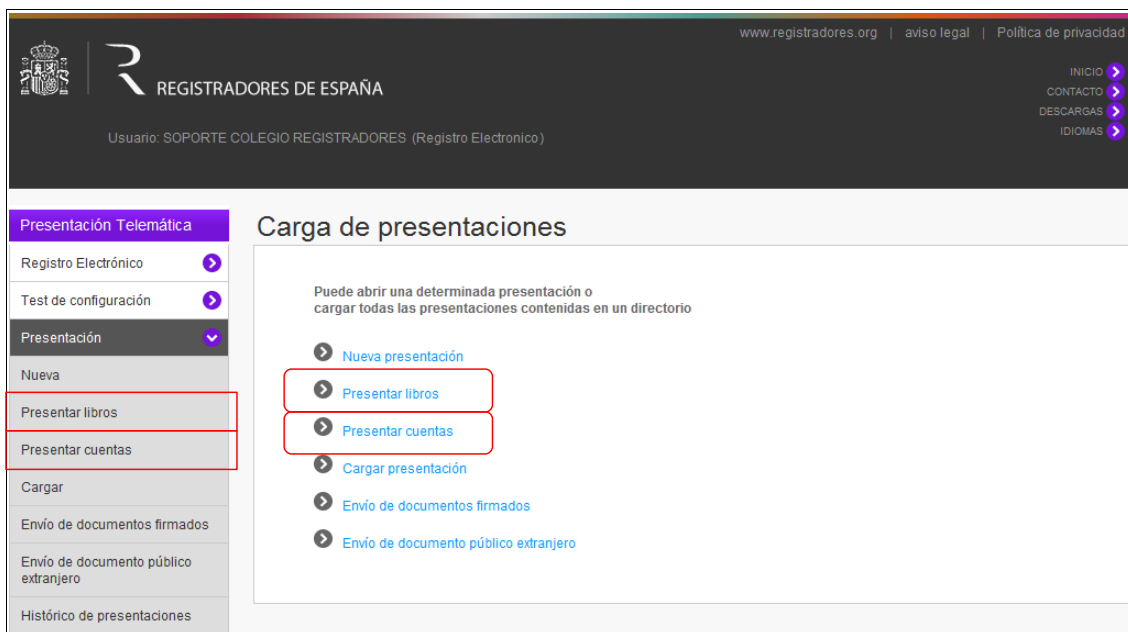 www.registradores.org | aviso legal | Política de privacidad
INICIO
CONTACTO
DESCARGAS
IDIOMAS
REGISTRADORES DE ESPAÑA
Usuario: SOPORTE COLEGIO REGISTRADORES (Registro Electronico)
Presentación Telemática
Registro Electrónico
Test de configuración
Presentación
Nueva
Presentar libros
Presentar cuentas
Cargar
Envío de documentos firmados
Envío de documento público
extranjero
Histórico de presentaciones
Carga de presentaciones
Puede abrir una determinada presentación o
cargar todas las presentaciones contenidas en un directorio
Nueva presentación
Presentar libros
Presentar cuentas
Cargar presentación
Envío de documentos firmados
Envío de documento público extranjero